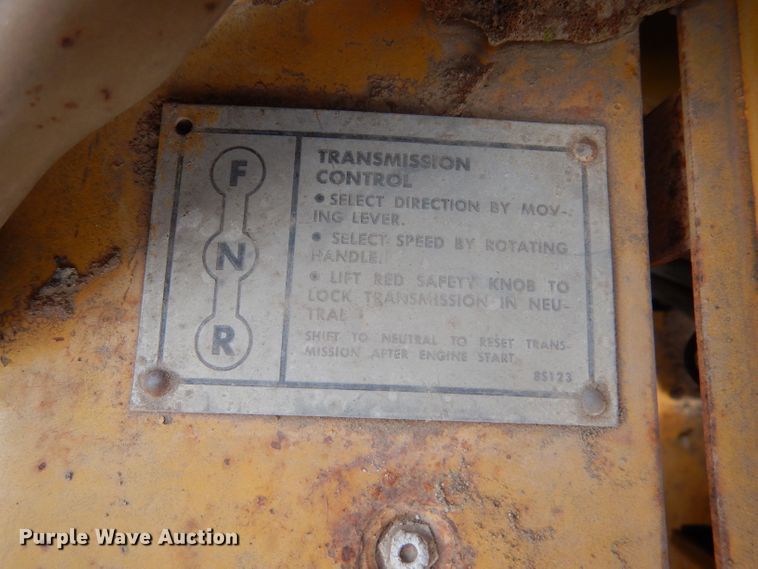 F
N
R
TRANSMISSION
CONTROL
• SELECT DIRECTION BY MOV-
ING LEVER.
• SELECT SPEED BY ROTATING
HANDLE.
• LIFT RED SAFETY KNOB TO
LOCK TRANSMISSION IN NEU-
TRAL
SHIFT TO NEUTRAL TO RESET TRANS-
MISSION AFTER ENGINE START.
8S123
Purple Wave Auction